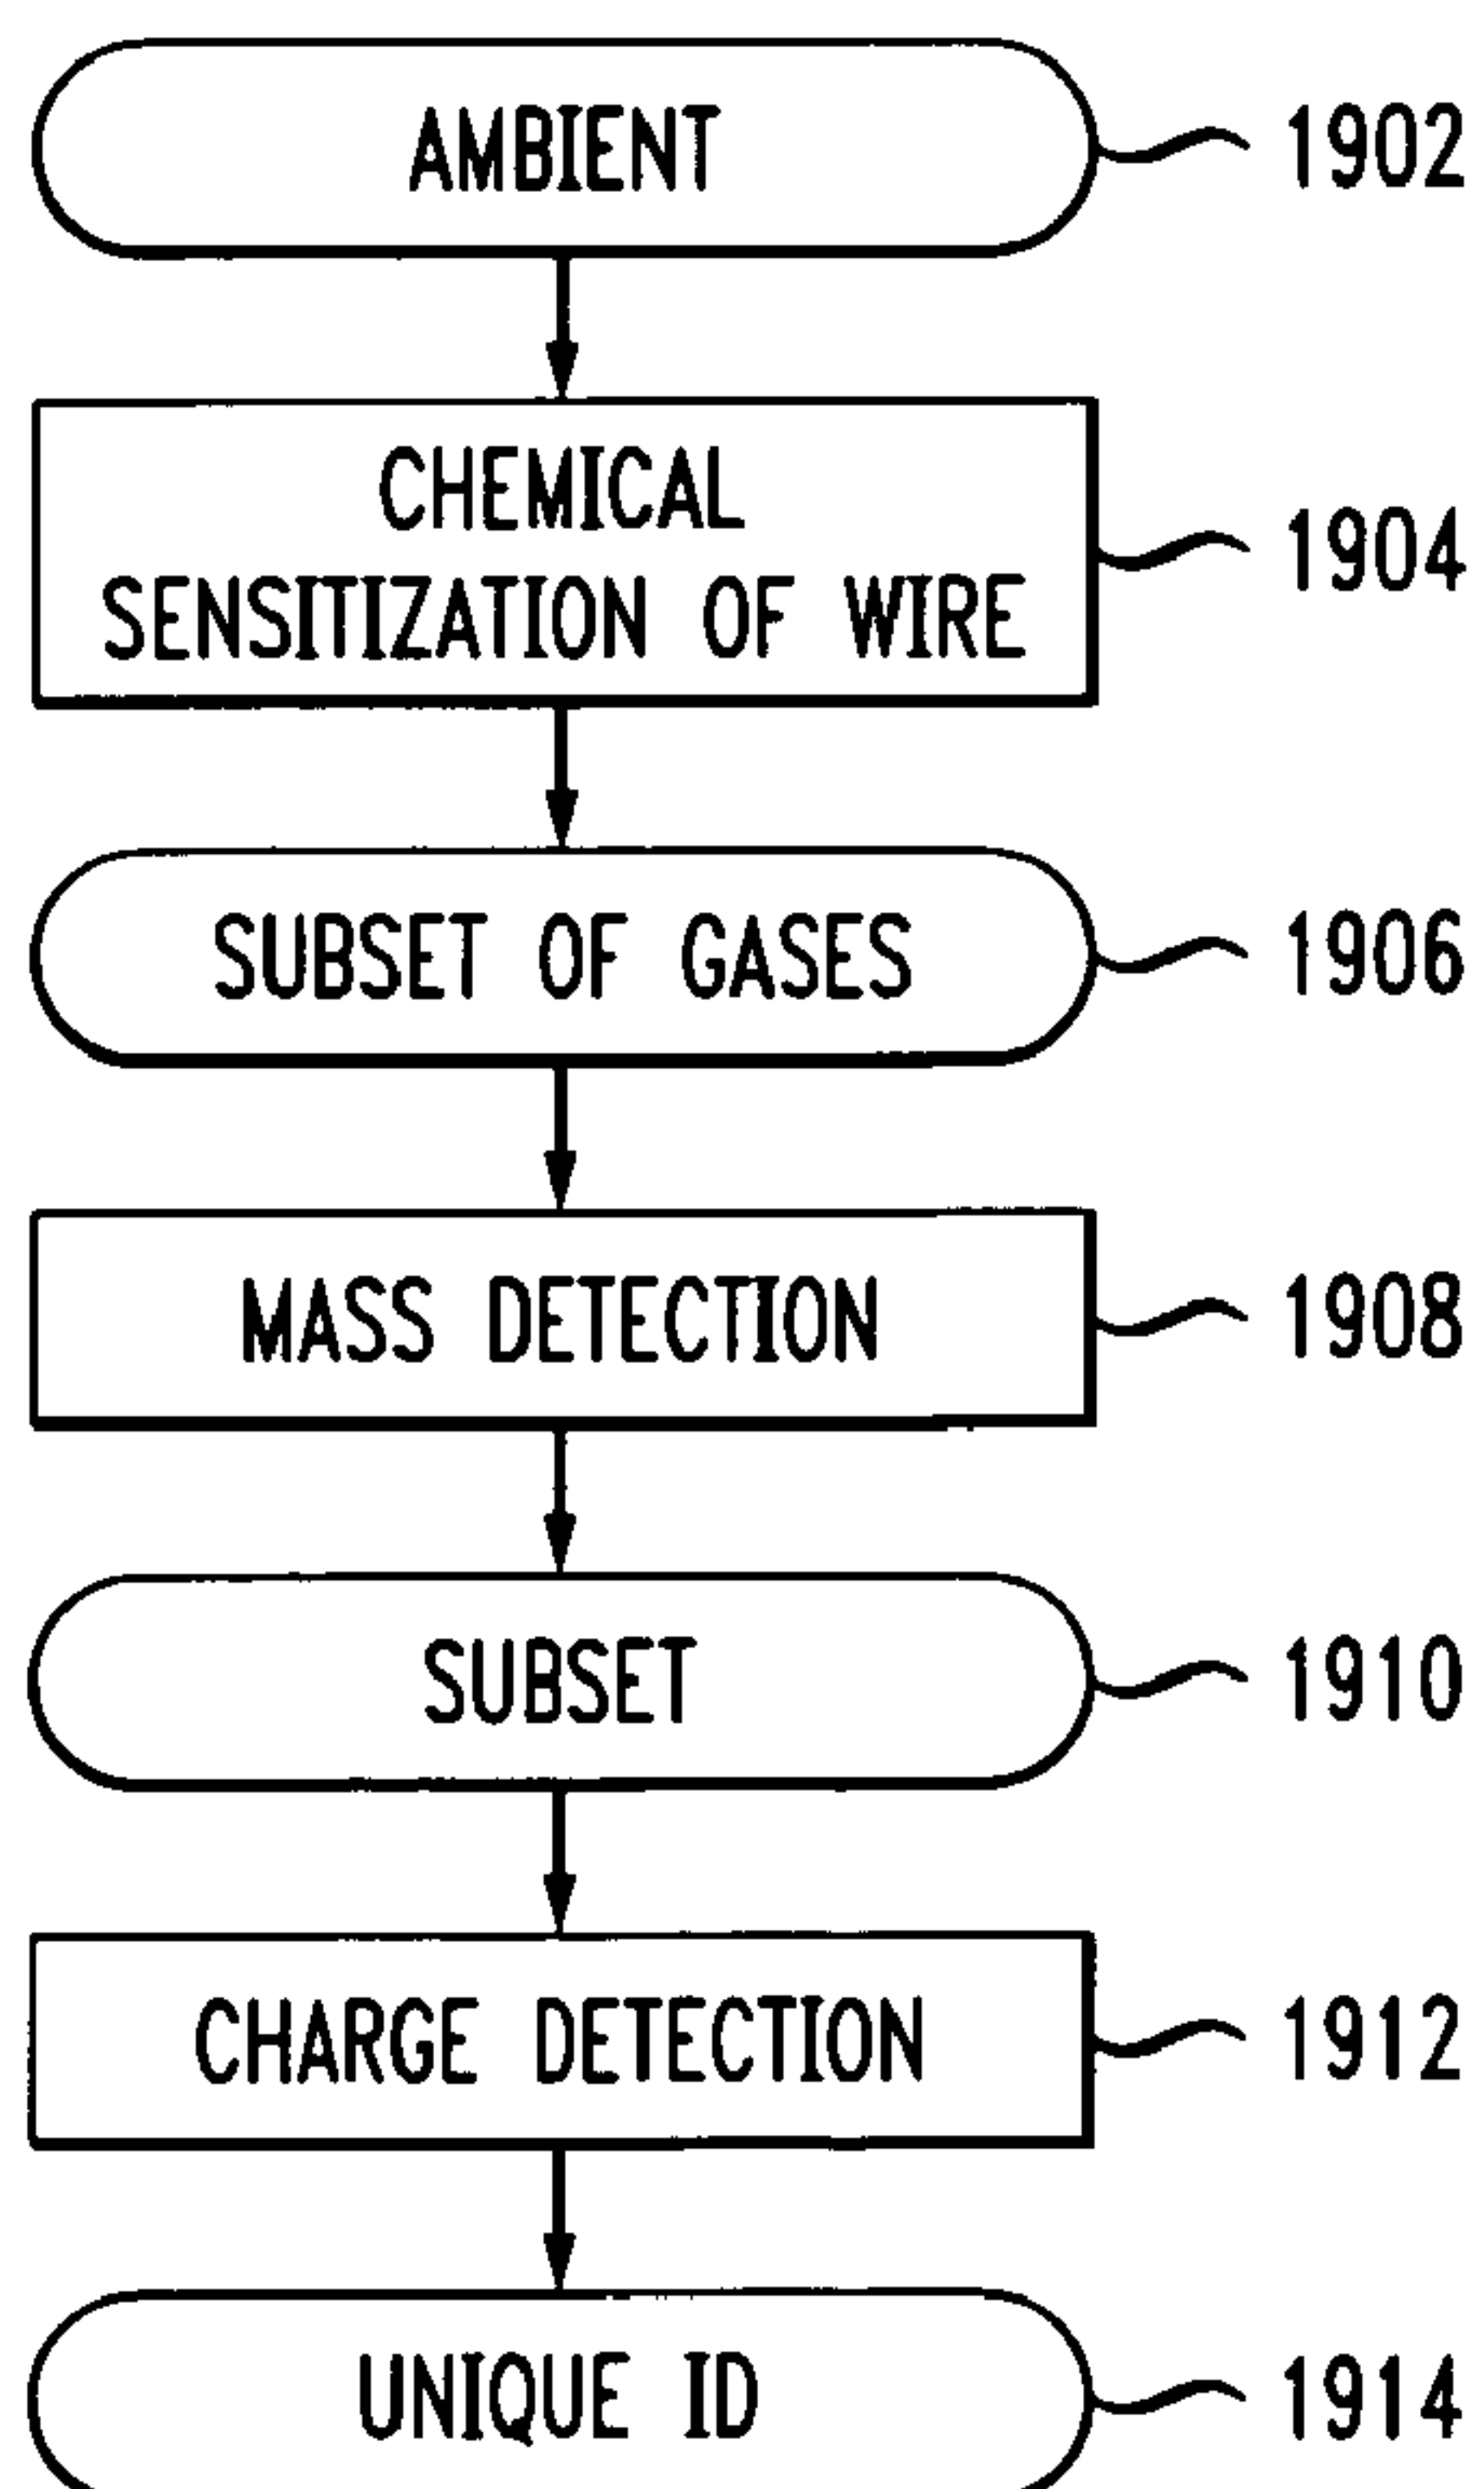 AMBIENT 1902
CHEMICAL
SENSITIZATION OF WIRE 1904
SUBSET OF GASES 1906
MASS DETECTION 1908
SUBSET 1910
CHARGE DETECTION 1912
UNIQUE ID 1914